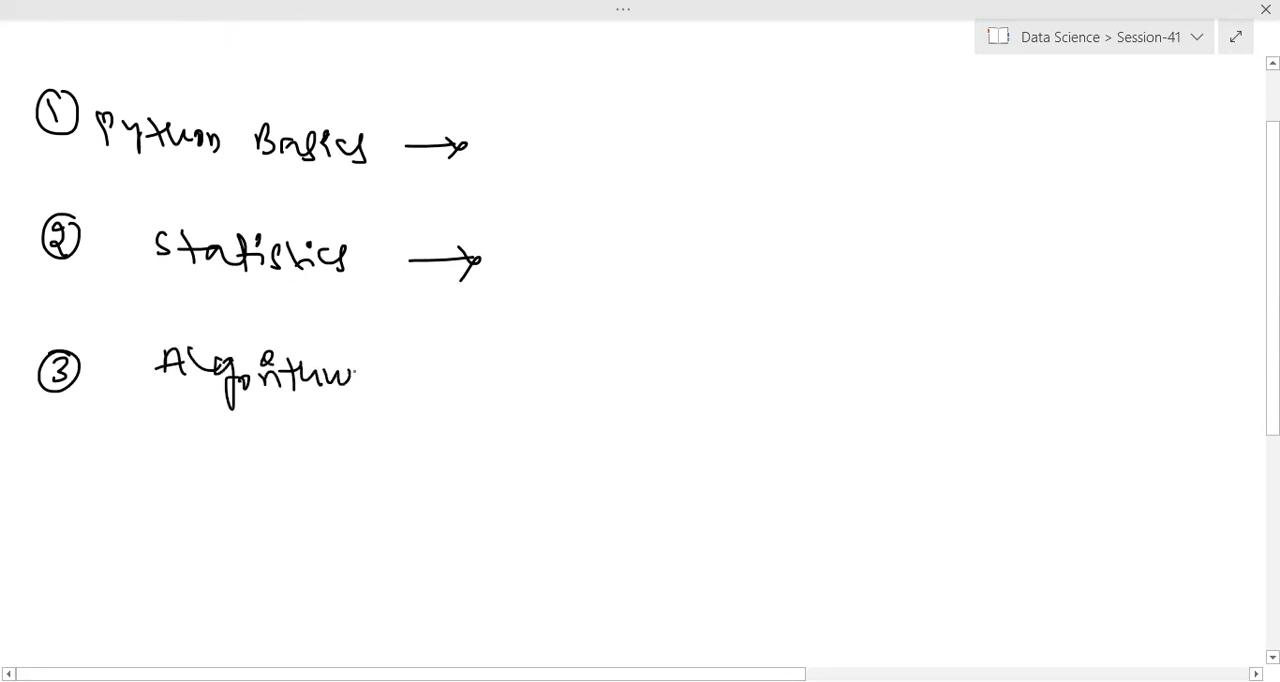 Data Science > Session-41
① Python Basics →
② Statistics →
③ Algorithm